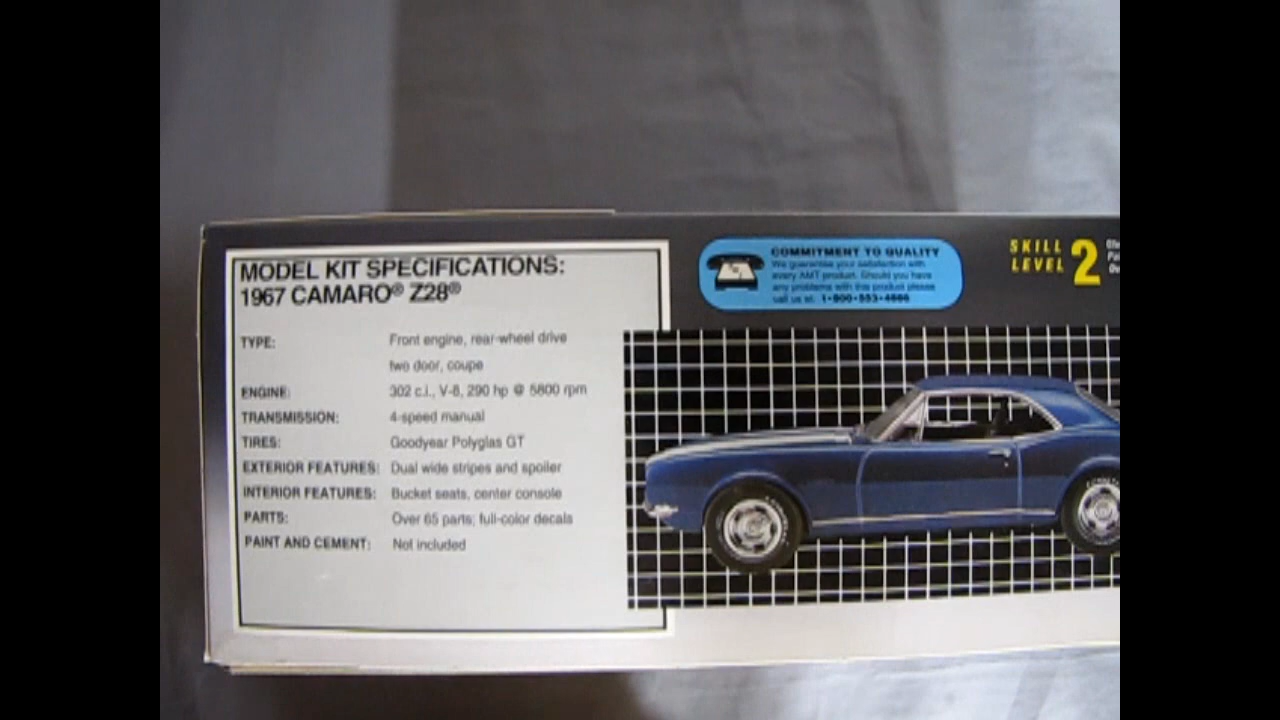 MODEL KIT SPECIFICATIONS:
1967 CAMARO® Z28®
TYPE: Front engine, rear-wheel drive
two door, coupe
ENGINE: 302 c.i., V-8, 290 hp @ 5800 rpm
TRANSMISSION: 4-speed manual
TIRES: Goodyear Polyglas GT
EXTERIOR FEATURES: Dual wide stripes and spoiler
INTERIOR FEATURES: Bucket seats, center console
PARTS: Over 65 parts; full-color decals
PAINT AND CEMENT: Not included
COMMITMENT TO QUALITY
We guarantee your satisfaction with
every AMT product. Should you have
any problems with this product please
call us at: 1-800-553-4886
SKILL
LEVEL 2